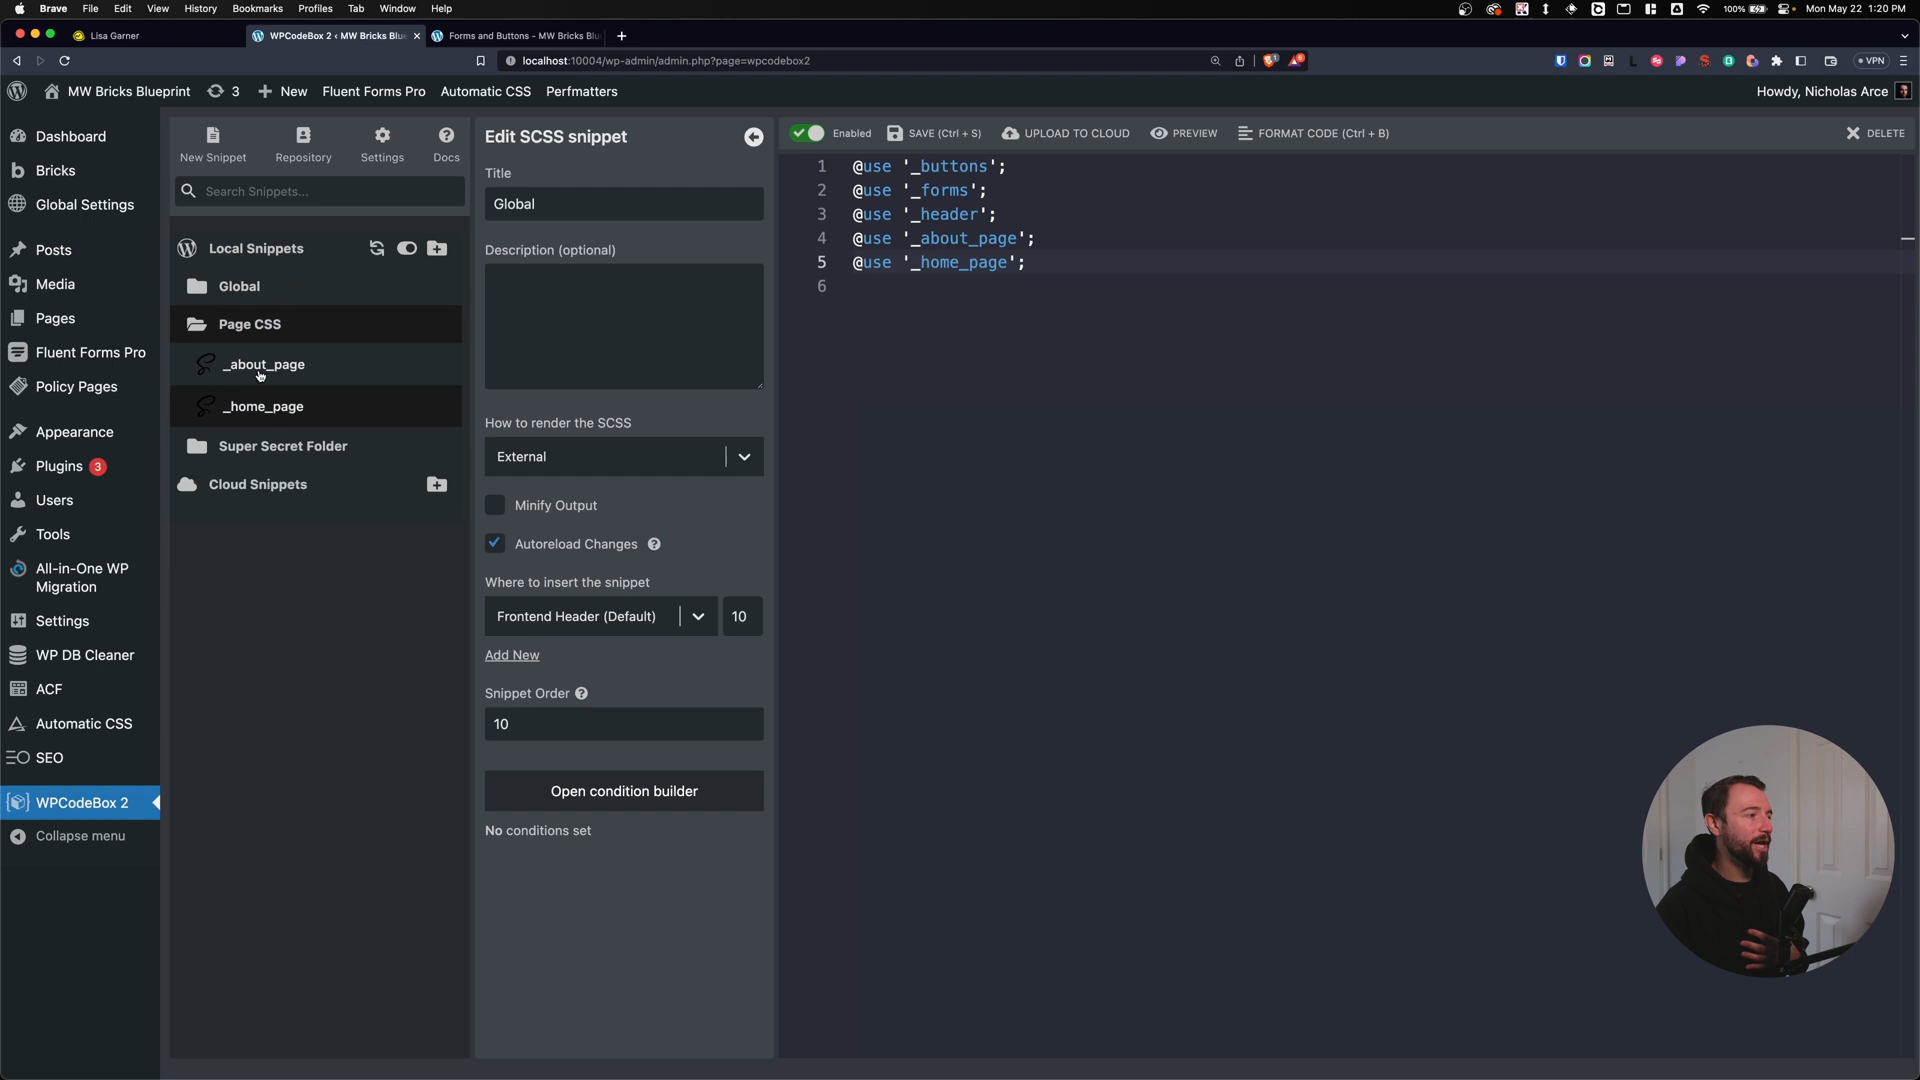 Brave File Edit View History Bookmarks Profiles Tab Window Help
100% Mon May 22 1:20 PM
Lisa Garner
WPCodeBox 2 ‹ MW Bricks Blue
Forms and Buttons - MW Bricks Blu
localhost:10004/wp-admin/admin.php?page=wpcodebox2
VPN
MW Bricks Blueprint 3 New Fluent Forms Pro Automatic CSS Perfmatters
Howdy, Nicholas Arce
Dashboard
Bricks
Global Settings
Posts
Media
Pages
Fluent Forms Pro
Policy Pages
Appearance
Plugins 3
Users
Tools
All-in-One WP
Migration
Settings
WP DB Cleaner
ACF
Automatic CSS
SEO
WPCodeBox 2
Collapse menu
New Snippet
Repository
Settings
Docs
Search Snippets...
Local Snippets
Global
Page CSS
_about_page
_home_page
Super Secret Folder
Cloud Snippets
Edit SCSS snippet
Title
Global
Description (optional)
How to render the SCSS
External
Minify Output
Autoreload Changes ?
Where to insert the snippet
Frontend Header (Default) 10
Add New
Snippet Order ?
10
Open condition builder
No conditions set
Enabled SAVE (Ctrl + S) UPLOAD TO CLOUD PREVIEW FORMAT CODE (Ctrl + B) DELETE
1 @use '_buttons';
2 @use '_forms';
3 @use '_header';
4 @use '_about_page';
5 @use '_home_page';
6